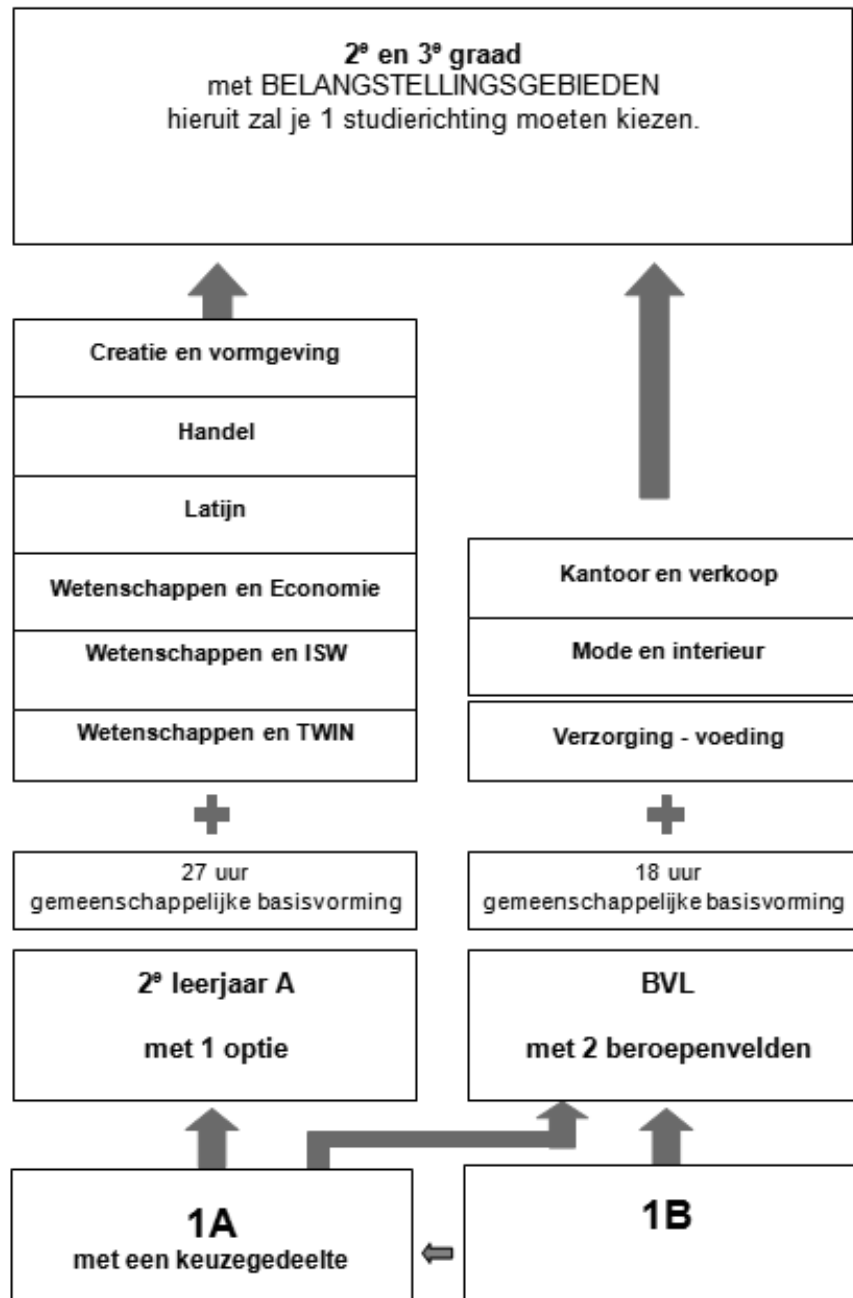 2ᵉ en 3ᵉ graad
met BELANGSTELLINGSGEBIEDEN
hieruit zal je 1 studierichting moeten kiezen.
Creatie en vormgeving
Handel
Latijn
Wetenschappen en Economie
Wetenschappen en ISW
Wetenschappen en TWIN
Kantoor en verkoop
Mode en interieur
Verzorging - voeding
27 uur
gemeenschappelijke basisvorming
18 uur
gemeenschappelijke basisvorming
2ᵉ leerjaar A
met 1 optie
BVL
met 2 beroepenvelden
1A
met een keuzegedeelte
1B